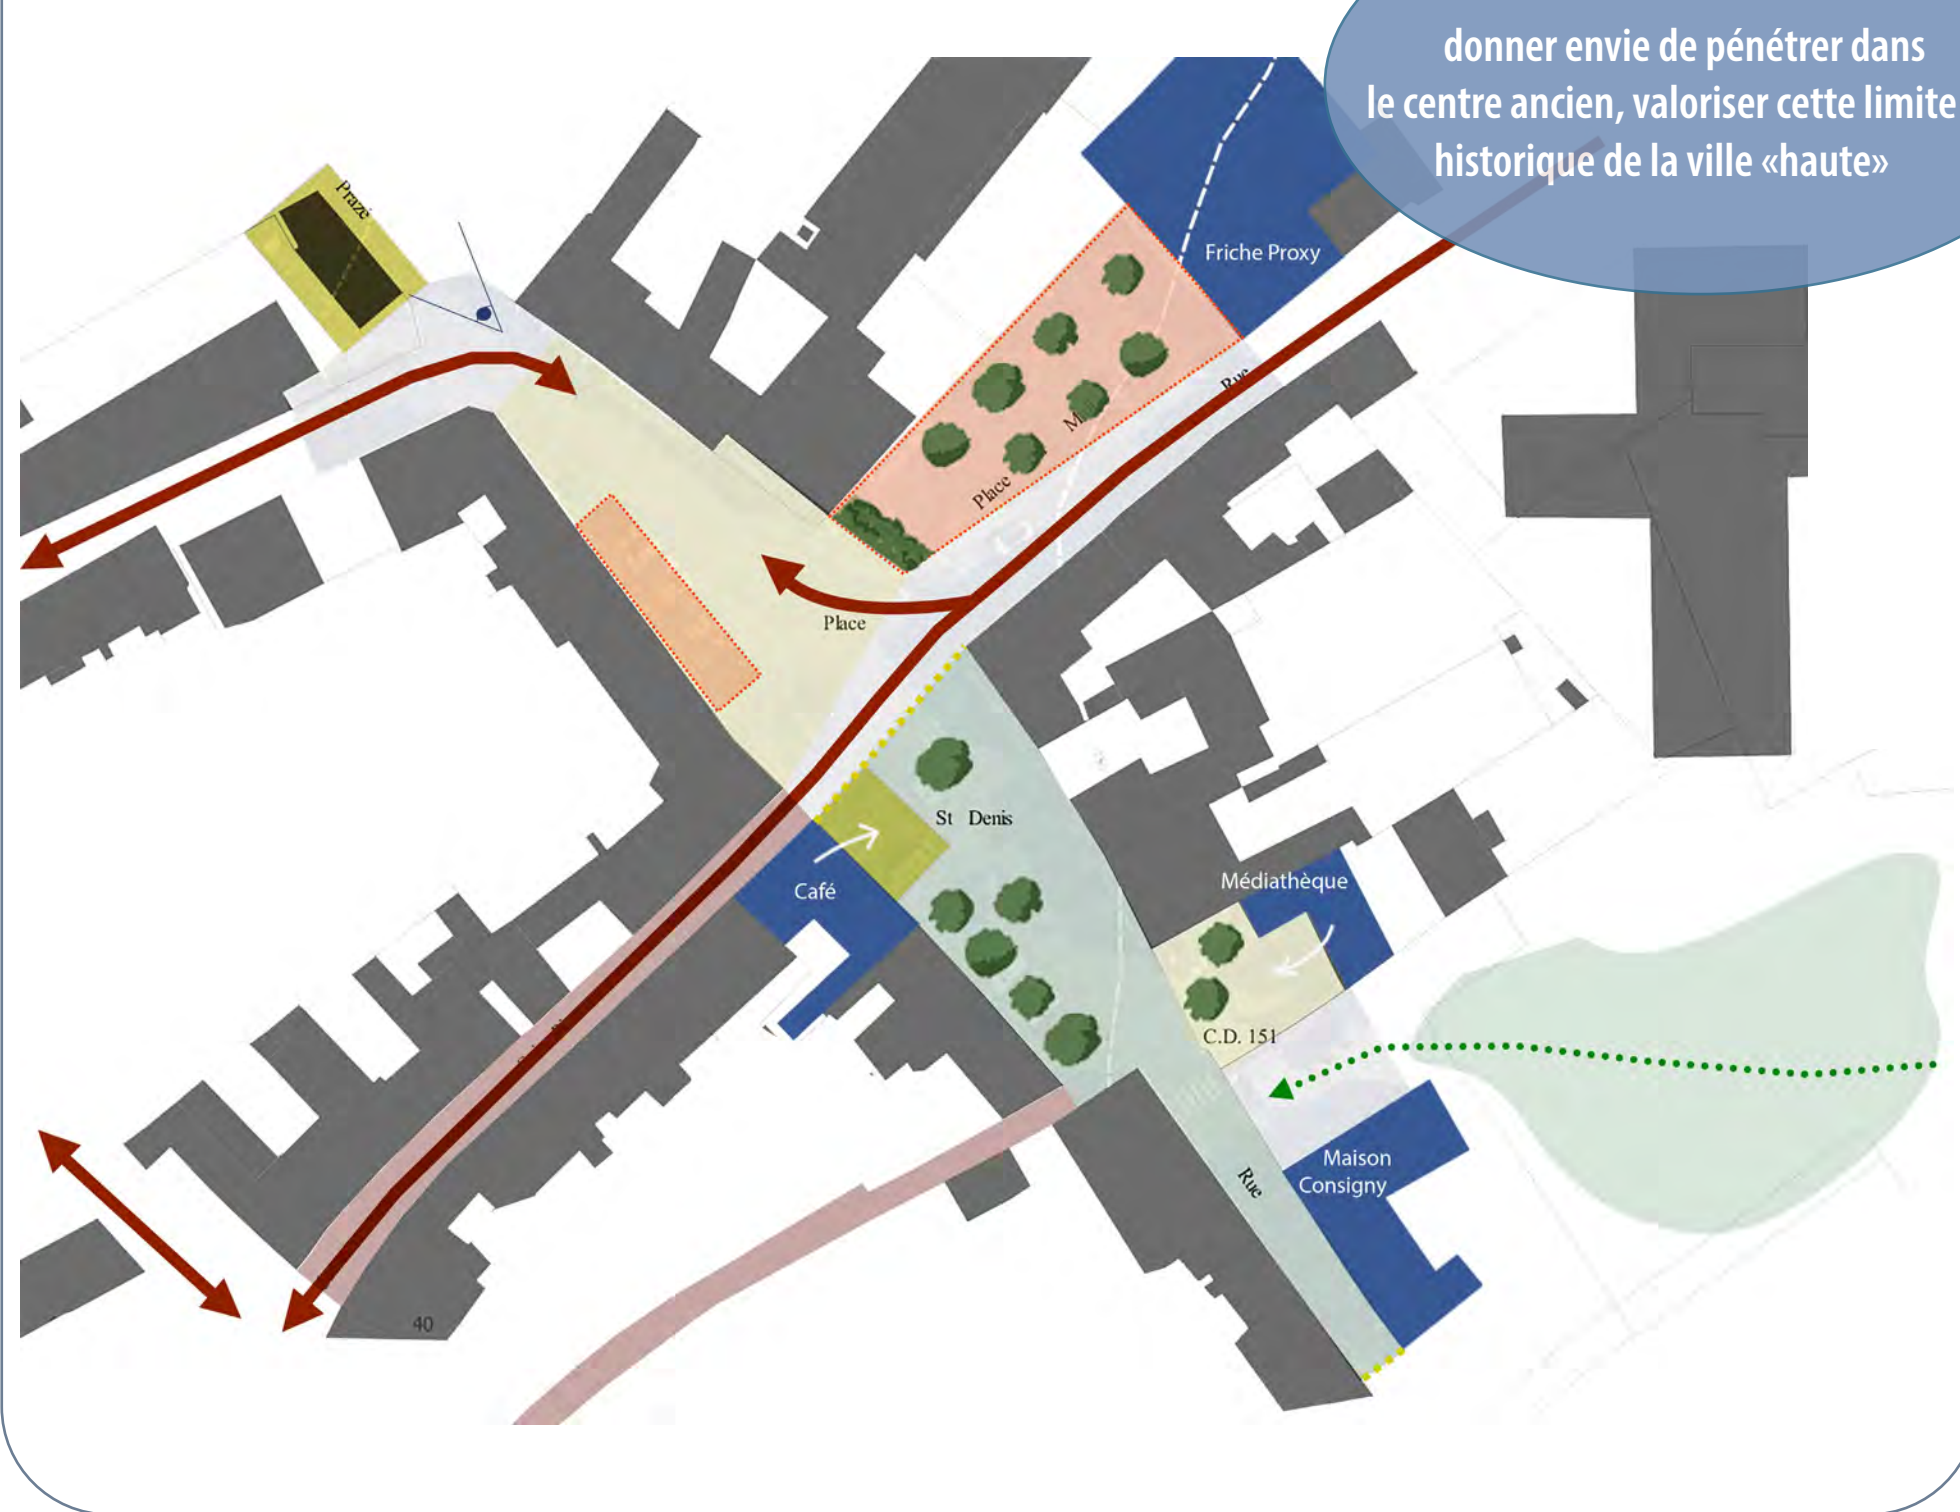 donner envie de pénétrer dans
le centre ancien, valoriser cette limite
historique de la ville «haute»
Prazé
Friche Proxy
Rue
Place
Place
St Denis
Café
Médiathèque
C.D. 151
Maison
Consigny
Rue
40